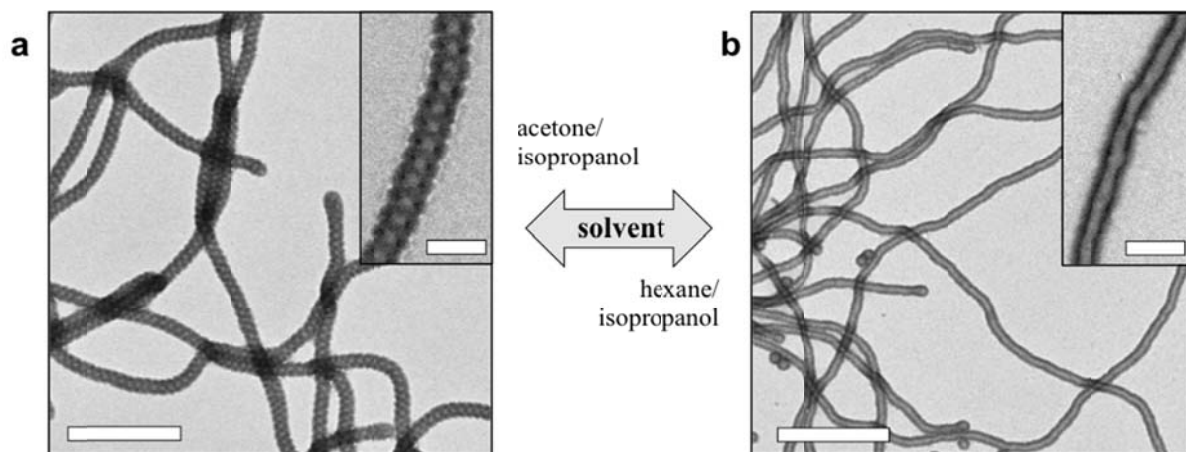 a
acetone/
isopropanol
solvent
hexane/
isopropanol
b